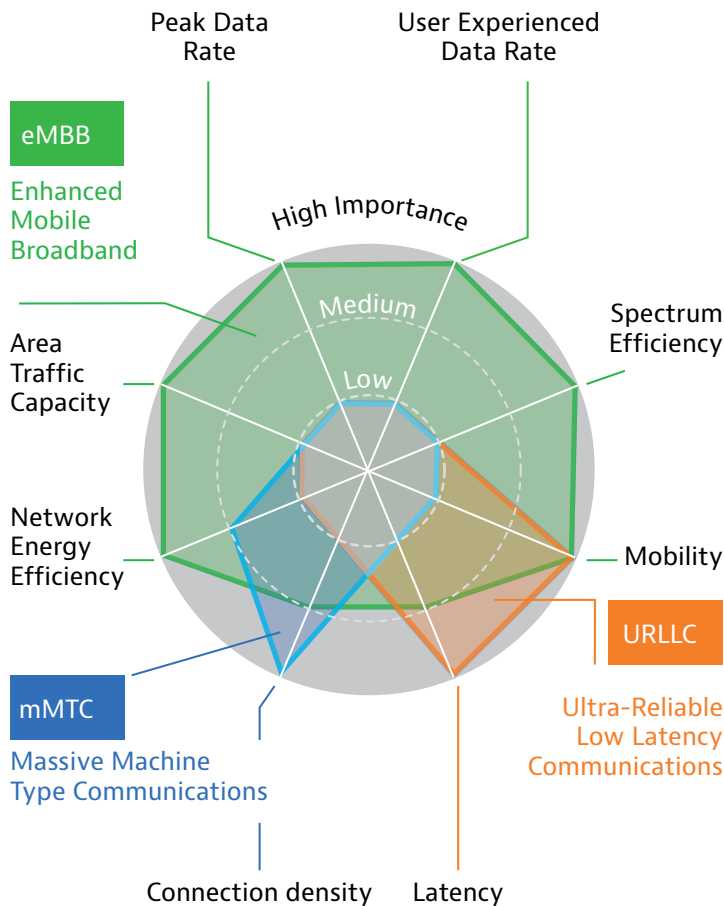 Peak Data
Rate
User Experienced
Data Rate
eMBB
Enhanced
Mobile
Broadband
High Importance
Medium
Low
Spectrum
Efficiency
Area
Traffic
Capacity
Network
Energy
Efficiency
Mobility
URLLC
Ultra-Reliable
Low Latency
Communications
mMTC
Massive Machine
Type Communications
Connection density
Latency